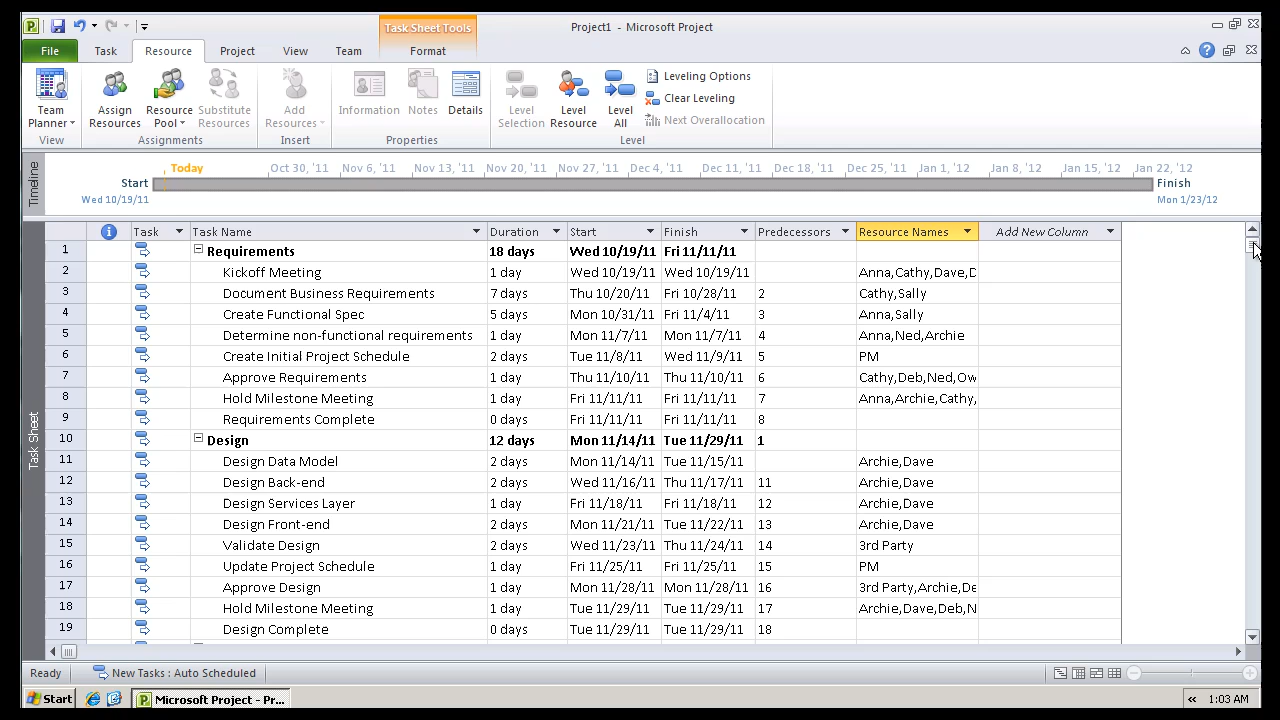 Task Sheet Tools
Project1 - Microsoft Project
File Task Resource Project View Team Format
Team Planner
Assign Resources
Resource Pool
Substitute Resources
Add Resources
Information
Notes
Details
Level Selection
Level Resource
Level All
Leveling Options
Clear Leveling
Next Overallocation
View Assignments Insert Properties Level
Timeline
Today Oct 30, '11 Nov 6, '11 Nov 13, '11 Nov 20, '11 Nov 27, '11 Dec 4, '11 Dec 11, '11 Dec 18, '11 Dec 25, '11 Jan 1, '12 Jan 8, '12 Jan 15, '12 Jan 22, '12
Start Finish
Wed 10/19/11 Mon 1/23/12
Task Sheet
Task Task Name Duration Start Finish Predecessors Resource Names Add New Column
1 Requirements 18 days Wed 10/19/11 Fri 11/11/11
2 Kickoff Meeting 1 day Wed 10/19/11 Wed 10/19/11 Anna,Cathy,Dave,D
3 Document Business Requirements 7 days Thu 10/20/11 Fri 10/28/11 2 Cathy,Sally
4 Create Functional Spec 5 days Mon 10/31/11 Fri 11/4/11 3 Anna,Sally
5 Determine non-functional requirements 1 day Mon 11/7/11 Mon 11/7/11 4 Anna,Ned,Archie
6 Create Initial Project Schedule 2 days Tue 11/8/11 Wed 11/9/11 5 PM
7 Approve Requirements 1 day Thu 11/10/11 Thu 11/10/11 6 Cathy,Deb,Ned,Ow
8 Hold Milestone Meeting 1 day Fri 11/11/11 Fri 11/11/11 7 Anna,Archie,Cathy,
9 Requirements Complete 0 days Fri 11/11/11 Fri 11/11/11 8
10 Design 12 days Mon 11/14/11 Tue 11/29/11 1
11 Design Data Model 2 days Mon 11/14/11 Tue 11/15/11 Archie,Dave
12 Design Back-end 2 days Wed 11/16/11 Thu 11/17/11 11 Archie,Dave
13 Design Services Layer 1 day Fri 11/18/11 Fri 11/18/11 12 Archie,Dave
14 Design Front-end 2 days Mon 11/21/11 Tue 11/22/11 13 Archie,Dave
15 Validate Design 2 days Wed 11/23/11 Thu 11/24/11 14 3rd Party
16 Update Project Schedule 1 day Fri 11/25/11 Fri 11/25/11 15 PM
17 Approve Design 1 day Mon 11/28/11 Mon 11/28/11 16 3rd Party,Archie,De
18 Hold Milestone Meeting 1 day Tue 11/29/11 Tue 11/29/11 17 Archie,Dave,Deb,N
19 Design Complete 0 days Tue 11/29/11 Tue 11/29/11 18
Ready New Tasks : Auto Scheduled
Start Microsoft Project - Pr... « 1:03 AM